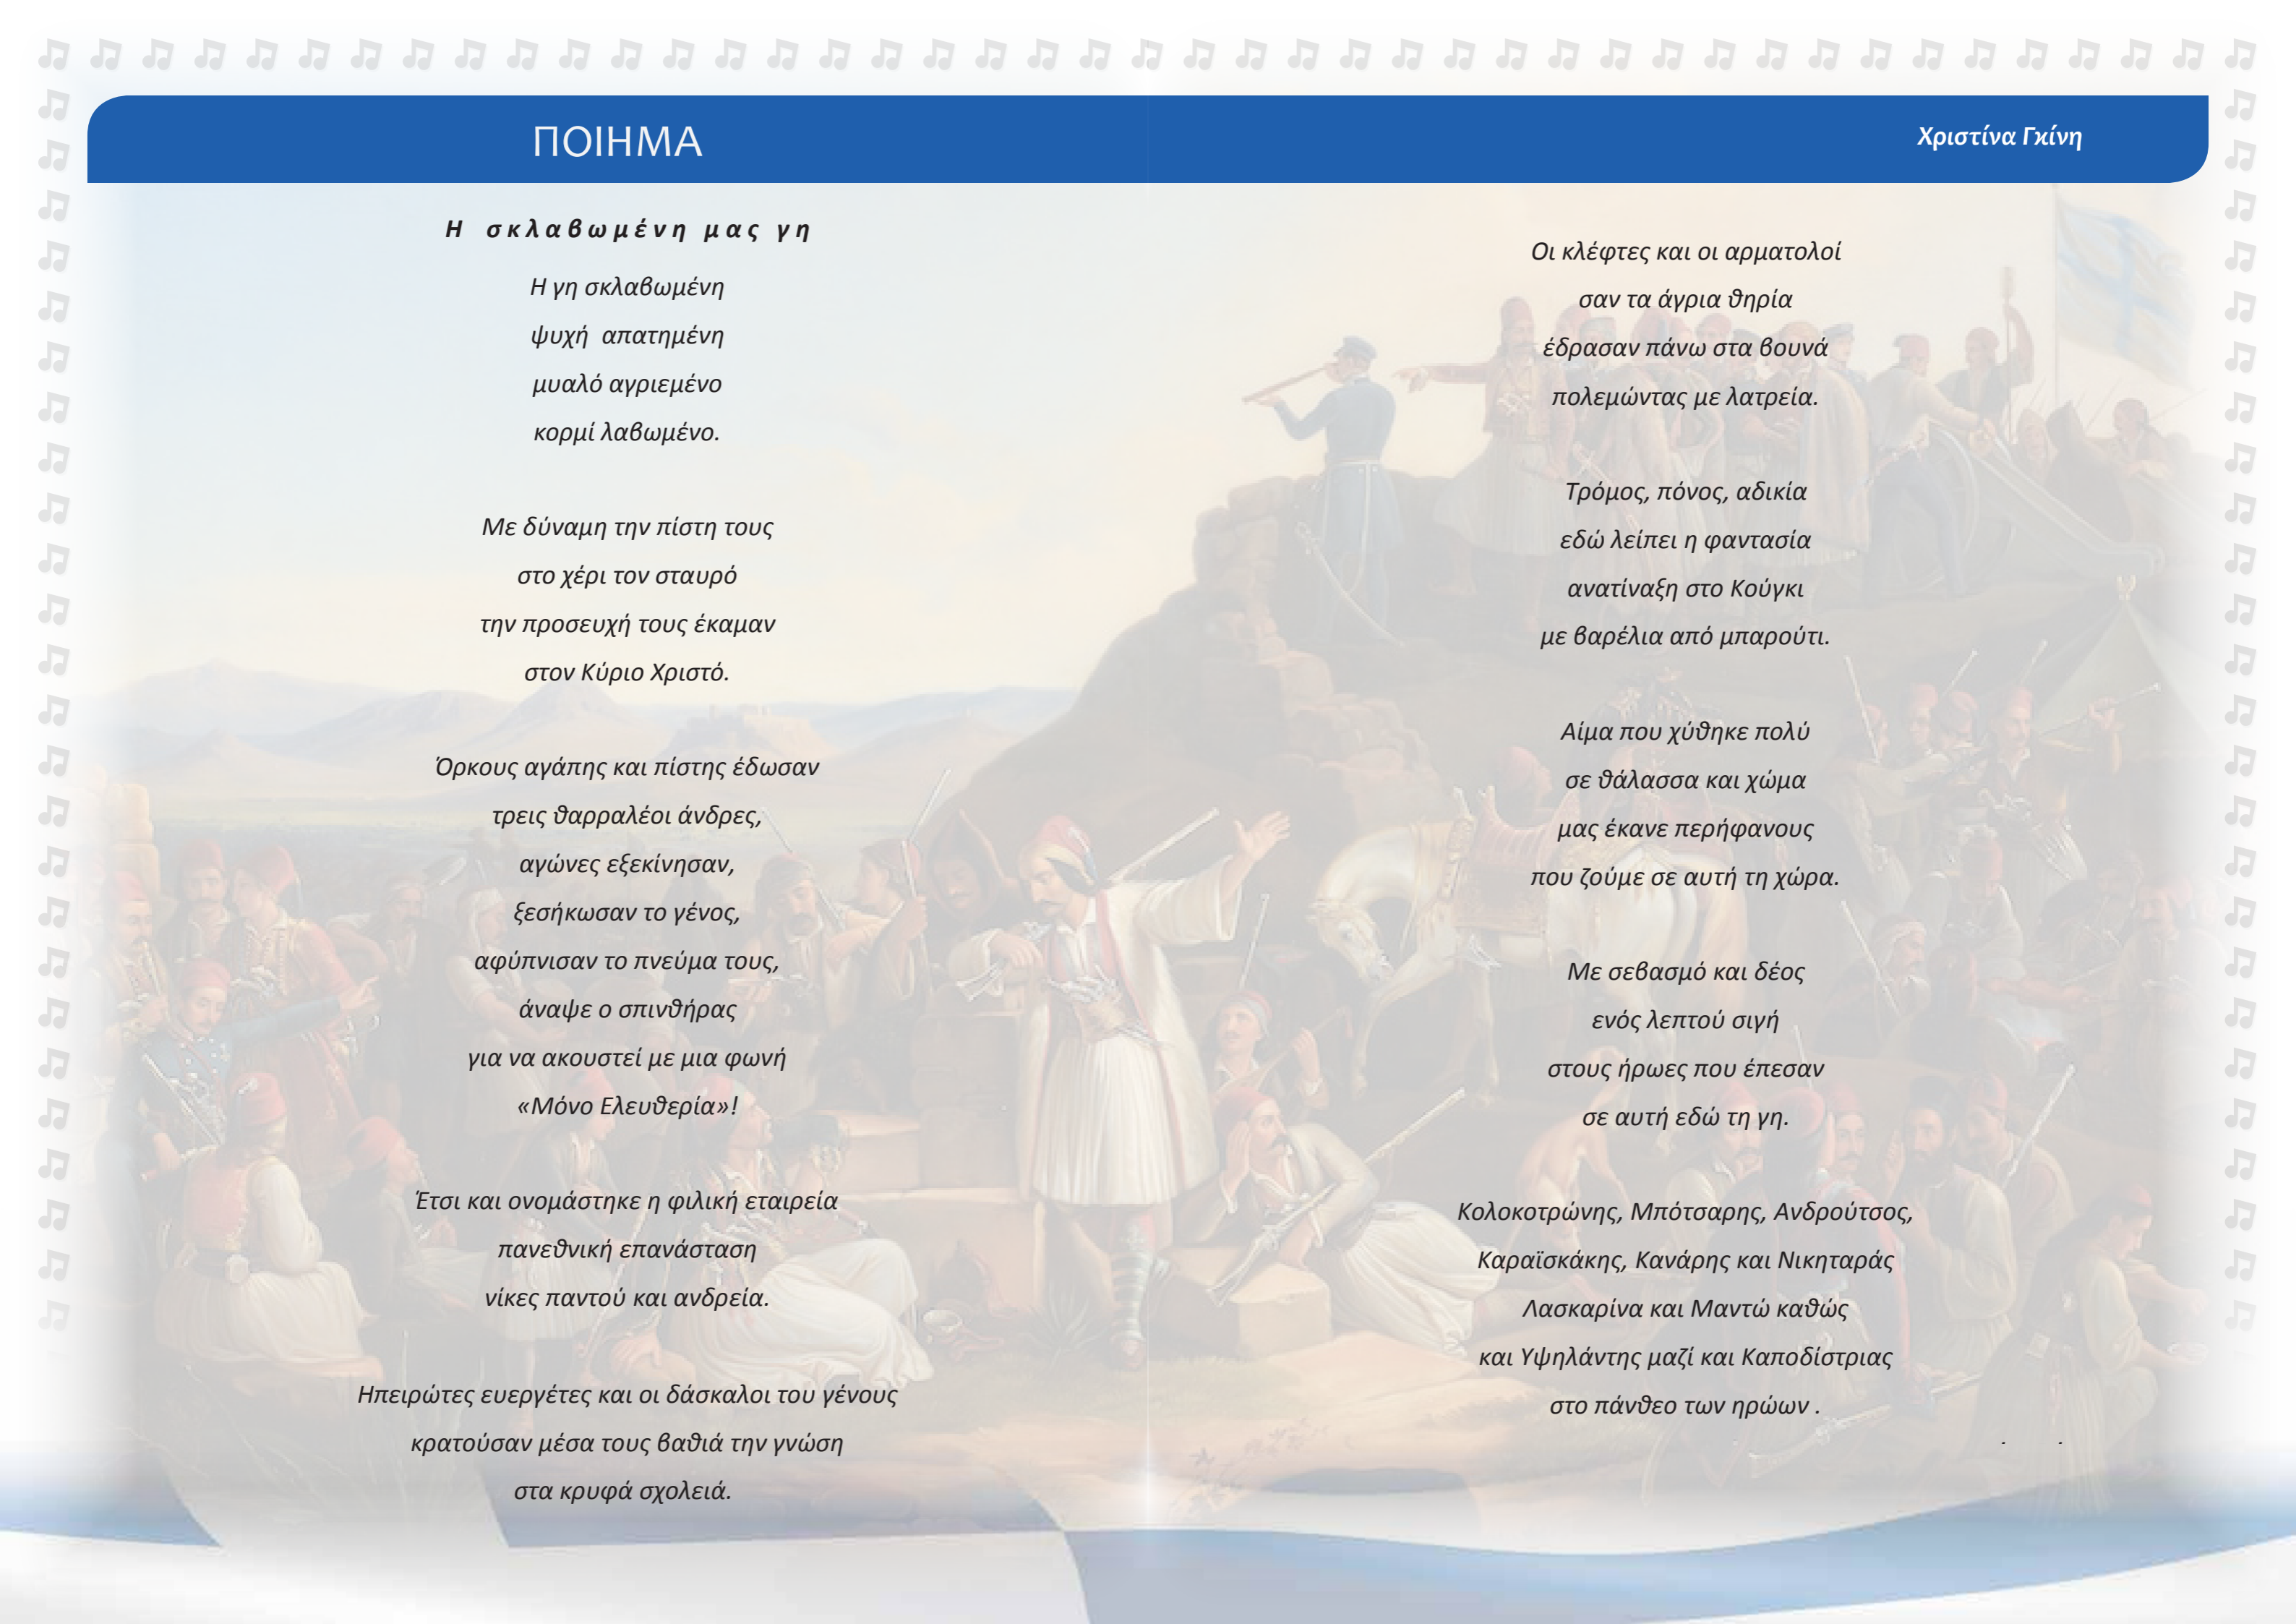 ΠΟΙΗΜΑ
Χριστίνα Γκίνη
Η σκλαβωμένη μας γη
Η γη σκλαβωμένη
ψυχή απατημένη
μυαλό αγριεμένο
κορμί λαβωμένο.
Με δύναμη την πίστη τους
στο χέρι τον σταυρό
την προσευχή τους έκαμαν
στον Κύριο Χριστό.
Όρκους αγάπης και πίστης έδωσαν
τρεις θαρραλέοι άνδρες,
αγώνες εξεκίνησαν,
ξεσήκωσαν το γένος,
αφύπνισαν το πνεύμα τους,
άναψε ο σπινθήρας
για να ακουστεί με μια φωνή
«Μόνο Ελευθερία»!
Έτσι και ονομάστηκε η φιλική εταιρεία
πανεθνική επανάσταση
νίκες παντού και ανδρεία.
Ηπειρώτες ευεργέτες και οι δάσκαλοι του γένους
κρατούσαν μέσα τους βαθιά την γνώση
στα κρυφά σχολειά.
Οι κλέφτες και οι αρματολοί
σαν τα άγρια θηρία
έδρασαν πάνω στα βουνά
πολεμώντας με λατρεία.
Τρόμος, πόνος, αδικία
εδώ λείπει η φαντασία
ανατίναξη στο Κούγκι
με βαρέλια από μπαρούτι.
Αίμα που χύθηκε πολύ
σε θάλασσα και χώμα
μας έκανε περήφανους
που ζούμε σε αυτή τη χώρα.
Με σεβασμό και δέος
ενός λεπτού σιγή
στους ήρωες που έπεσαν
σε αυτή εδώ τη γη.
Κολοκοτρώνης, Μπότσαρης, Ανδρούτσος,
Καραϊσκάκης, Κανάρης και Νικηταράς
Λασκαρίνα και Μαντώ καθώς
και Υψηλάντης μαζί και Καποδίστριας
στο πάνθεο των ηρώων .